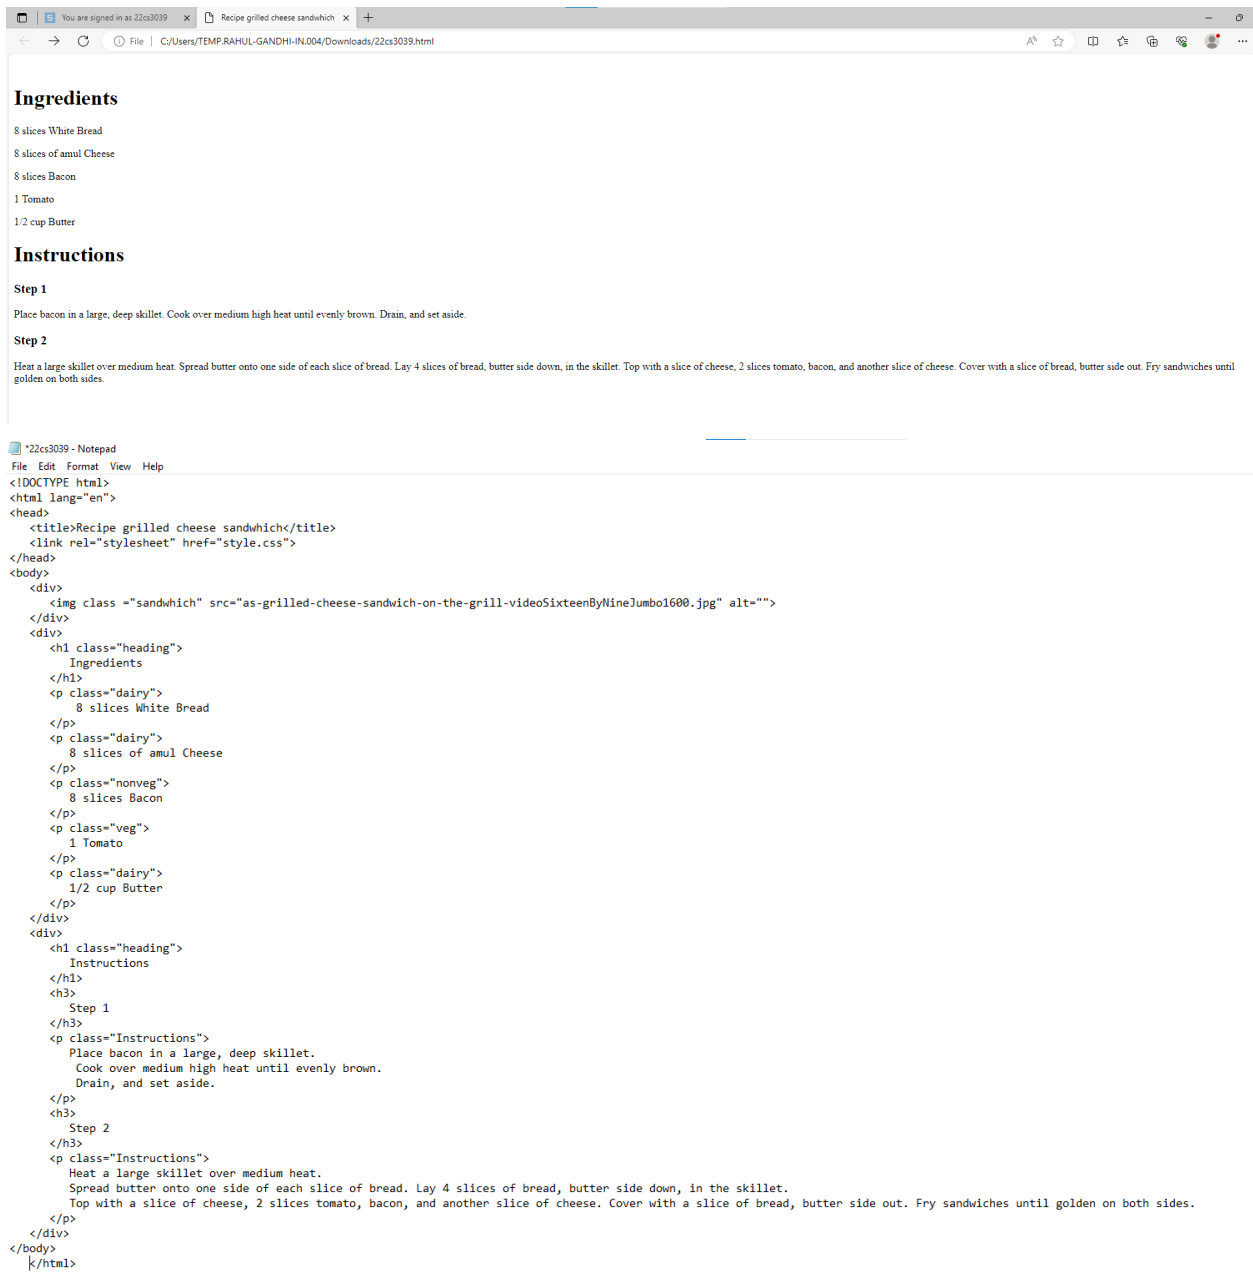 You are signed in as 22cs3039
Recipe grilled cheese sandwhich
File | C:/Users/TEMP.RAHUL-GANDHI-IN.004/Downloads/22cs3039.html
Ingredients
8 slices White Bread
8 slices of amul Cheese
8 slices Bacon
1 Tomato
1/2 cup Butter
Instructions
Step 1
Place bacon in a large, deep skillet. Cook over medium high heat until evenly brown. Drain, and set aside.
Step 2
Heat a large skillet over medium heat. Spread butter onto one side of each slice of bread. Lay 4 slices of bread, butter side down, in the skillet. Top with a slice of cheese, 2 slices tomato, bacon, and another slice of cheese. Cover with a slice of bread, butter side out. Fry sandwiches until
golden on both sides.
*22cs3039 - Notepad
File Edit Format View Help
<!DOCTYPE html>
<html lang="en">
<head>
<title>Recipe grilled cheese sandwhich</title>
<link rel="stylesheet" href="style.css">
</head>
<body>
<div>
<img class ="sandwhich" src="as-grilled-cheese-sandwich-on-the-grill-videoSixteenByNineJumbo1600.jpg" alt="">
</div>
<div>
<h1 class="heading">
Ingredients
</h1>
<p class="dairy">
8 slices White Bread
</p>
<p class="dairy">
8 slices of amul Cheese
</p>
<p class="nonveg">
8 slices Bacon
</p>
<p class="veg">
1 Tomato
</p>
<p class="dairy">
1/2 cup Butter
</p>
</div>
<div>
<h1 class="heading">
Instructions
</h1>
<h3>
Step 1
</h3>
<p class="Instructions">
Place bacon in a large, deep skillet.
Cook over medium high heat until evenly brown.
Drain, and set aside.
</p>
<h3>
Step 2
</h3>
<p class="Instructions">
Heat a large skillet over medium heat.
Spread butter onto one side of each slice of bread. Lay 4 slices of bread, butter side down, in the skillet.
Top with a slice of cheese, 2 slices tomato, bacon, and another slice of cheese. Cover with a slice of bread, butter side out. Fry sandwiches until golden on both sides.
</p>
</div>
</body>
</html>